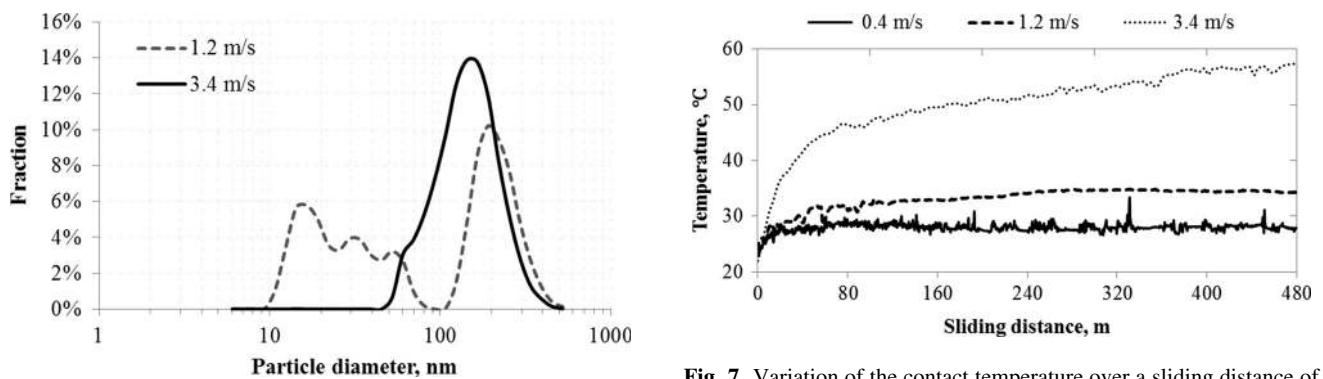 16%
14%
12%
10%
8%
6%
4%
2%
0%
Fraction
1.2 m/s
3.4 m/s
1 10 100 1000
Particle diameter, nm
0.4 m/s 1.2 m/s 3.4 m/s
60
50
40
30
20
Temperature, °C
0 80 160 240 320 400 480
Sliding distance, m
Fig. 7 Variation of the contact temperature over a sliding distance of